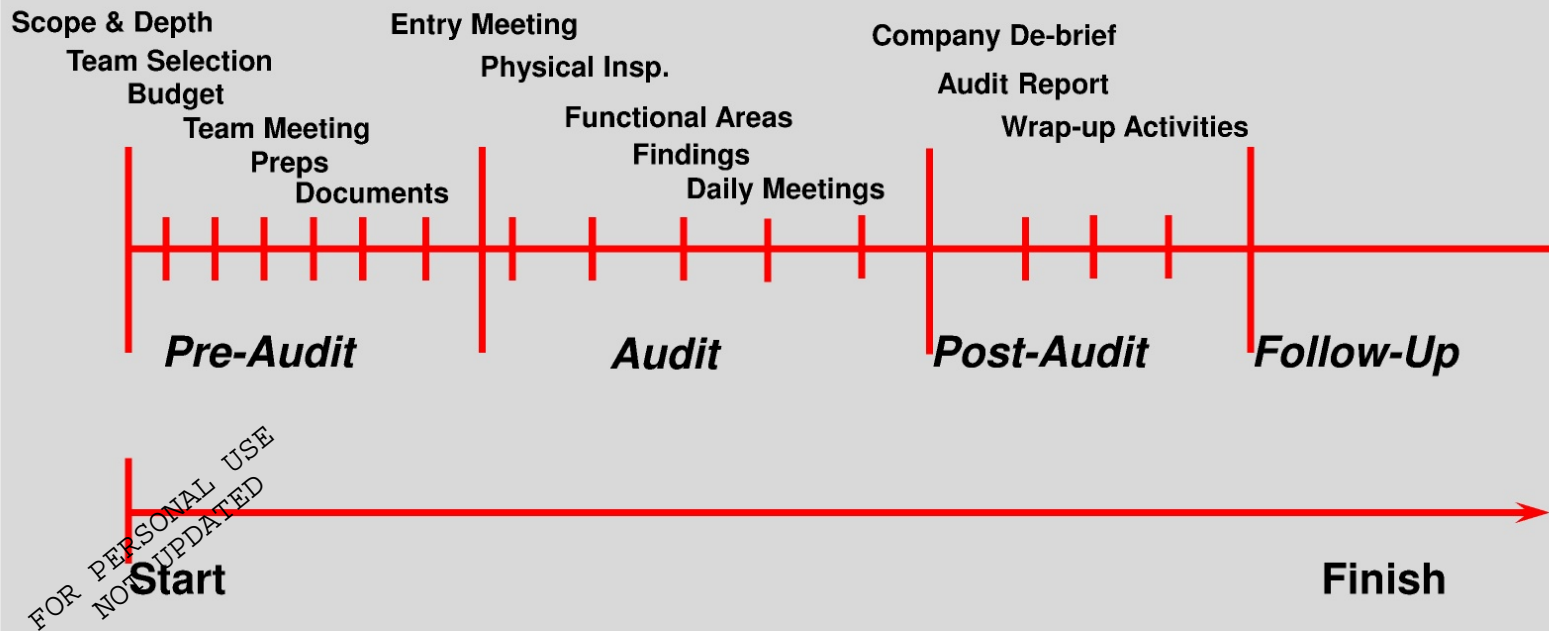 Scope & Depth
Team Selection
Budget
Team Meeting
Preps
Documents
Entry Meeting
Physical Insp.
Functional Areas
Findings
Daily Meetings
Company De-brief
Audit Report
Wrap-up Activities
Pre-Audit
Audit
Post-Audit
Follow-Up
FOR PERSONAL USE
NOT UPDATED
Start
Finish